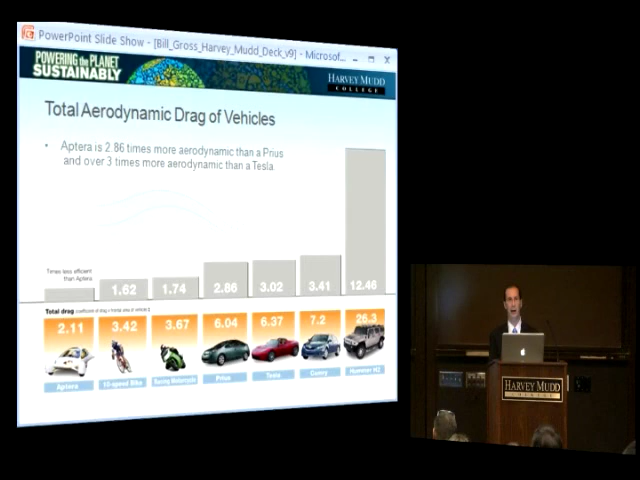 PowerPoint Slide Show - [Bill_Gross_Harvey_Mudd_Deck_v9] - Microsof...
POWERING the PLANET
SUSTAINABLY
HARVEY MUDD
COLLEGE
Total Aerodynamic Drag of Vehicles
• Aptera is 2.86 times more aerodynamic than a Prius
and over 3 times more aerodynamic than a Tesla.
Times less efficient
than Aptera
1.62 1.74 2.86 3.02 3.41 12.46
Total drag (coefficient of drag x frontal area of vehicle)
2.11 3.42 3.67 6.04 6.37 7.2 26.3
Aptera 10-speed Bike Racing Motorcycle Prius Tesla Camry Hummer H2
HARVEY MUDD
COLLEGE